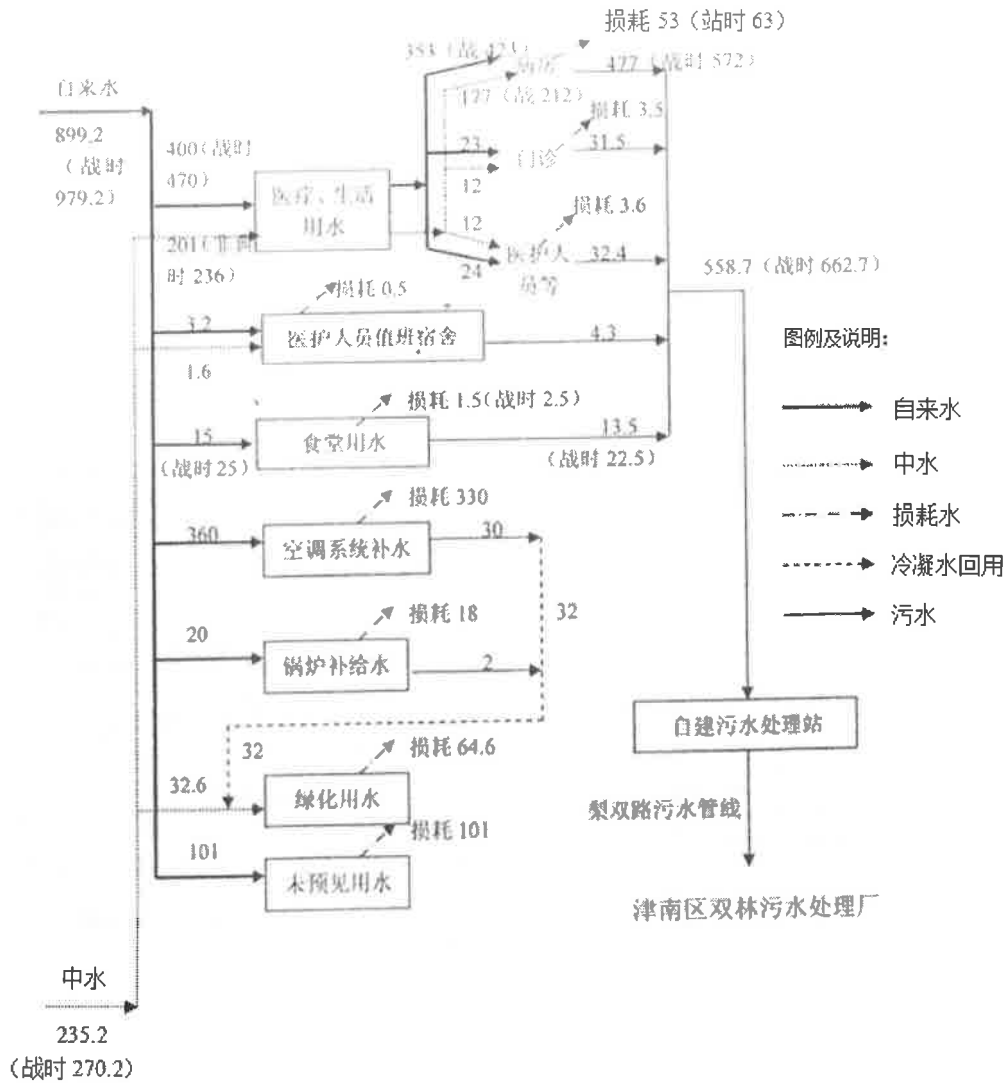 损耗 53（站时 63）
477（战时 572）
177（战 212）
自来水
899.2
（战时
979.2）
400(战时
470）
医疗、生活
用水
损耗 3.5
23
门诊
31.5
12
损耗 3.6
12
医护人
员等
32.4
24
201
时 236）
558.7（战时 662.7）
损耗 0.5
3.2
医护人员值班宿舍
4.3
1.6
图例及说明：
自来水
中水
损耗水
冷凝水回用
污水
损耗 1.5(战时 2.5）
15
(战时 25）
食堂用水
13.5
(战时 22.5）
损耗 330
360
空调系统补水
30
32
损耗 18
20
锅炉补给水
2
自建污水处理站
32
损耗 64.6
32.6
绿化用水
梨双路污水管线
损耗 101
101
未预见用水
津南区双林污水处理厂
中水
235.2
（战时 270.2）